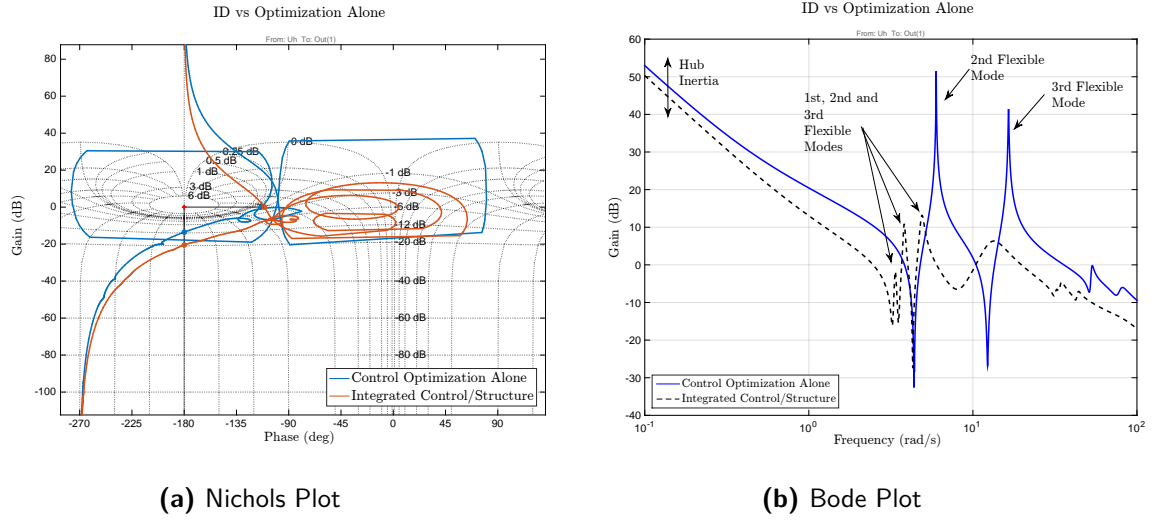 ID vs Optimization Alone
From: Uh To: Out(1)
80
60
40
20
0
-20
-40
-60
-80
-100
Gain (dB)
0 dB
0.25 dB
0.5 dB
1 dB
3 dB
6 dB
-1 dB
-3 dB
-6 dB
-12 dB
-20 dB
-40 dB
-60 dB
-80 dB
Control Optimization Alone
Integrated Control/Structure
-270
-225
-180
-135
-90
-45
0
45
90
Phase (deg)
(a) Nichols Plot
ID vs Optimization Alone
From: Uh To: Out(1)
60
50
40
30
20
10
0
-10
-20
-30
-40
Gain (dB)
Hub
Inertia
1st, 2nd and
3rd
Flexible
Modes
2nd Flexible
Mode
3rd Flexible
Mode
Control Optimization Alone
Integrated Control/Structure
10^-1
10^0
10^1
10^2
Frequency (rad/s)
(b) Bode Plot